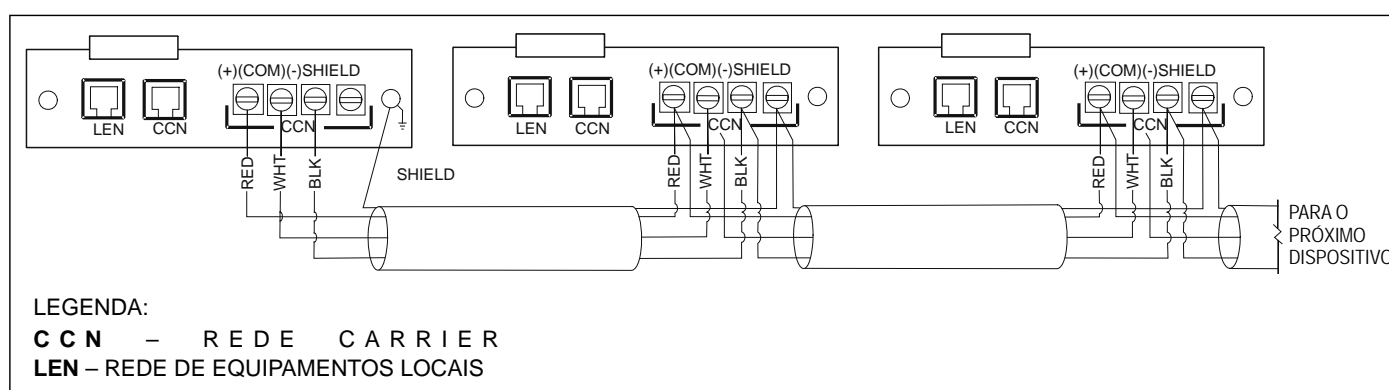 (+)(COM)(-)SHIELD
LEN
CCN
CCN
RED
WHT
BLK
SHIELD
(+)(COM)(-)SHIELD
LEN
CCN
CCN
RED
WHT
BLK
(+)(COM)(-)SHIELD
LEN
CCN
CCN
RED
WHT
BLK
PARA O
PRÓXIMO
DISPOSITIVO
LEGENDA:
CCN – REDE CARRIER
LEN – REDE DE EQUIPAMENTOS LOCAIS